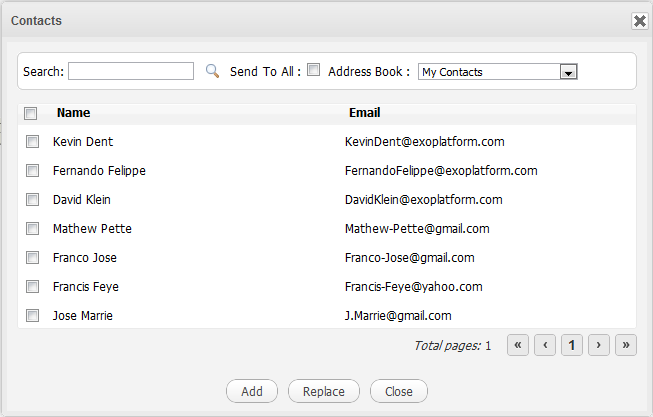 Contacts
Search: Send To All : Address Book : My Contacts
Name Email
Kevin Dent KevinDent@exoplatform.com
Fernando Felippe FernandoFelippe@exoplatform.com
David Klein DavidKlein@exoplatform.com
Mathew Pette Mathew-Pette@gmail.com
Franco Jose Franco-Jose@gmail.com
Francis Feye Francis-Feye@yahoo.com
Jose Marrie J.Marrie@gmail.com
Total pages: 1 « ‹ 1 › »
Add Replace Close